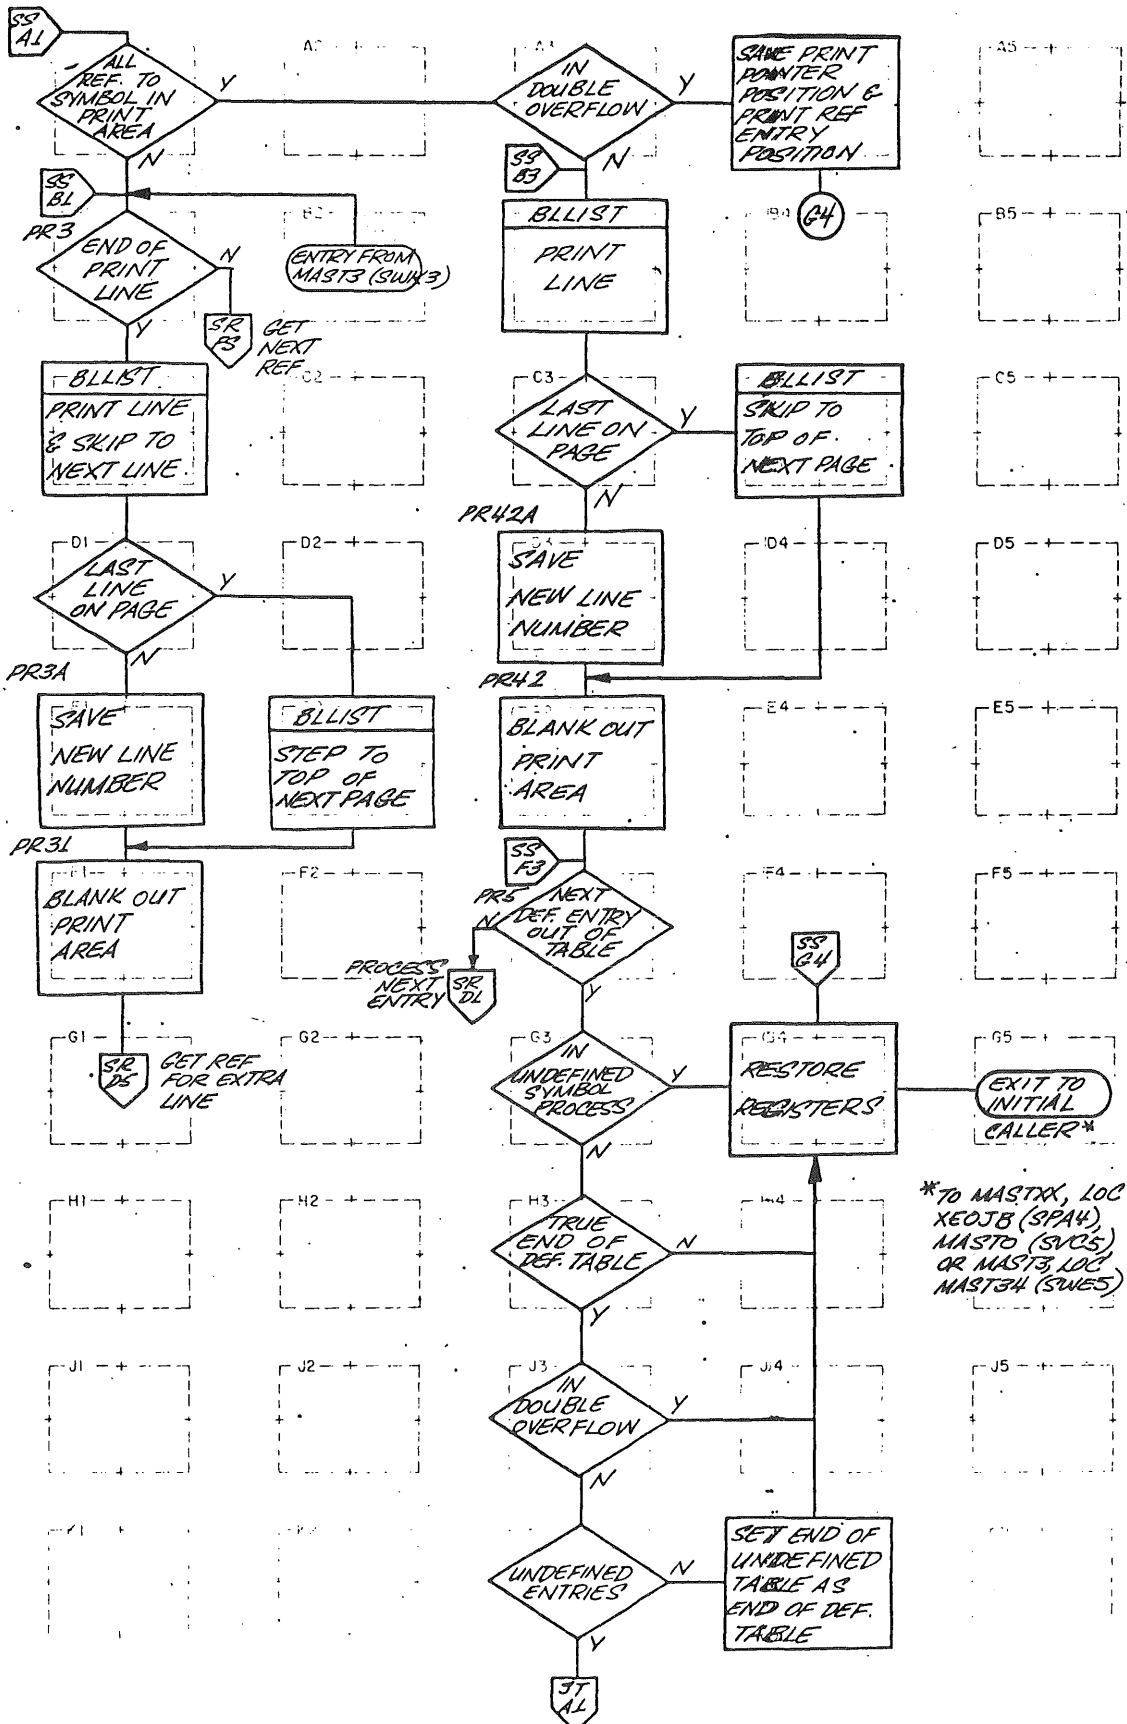 SS
A1
ALL
REF. TO
SYMBOL IN
PRINT
AREA
Y
N
A3
IN
DOUBLE
OVERFLOW
Y
N
SAVE PRINT
POINTER
POSITION &
PRINT REF
ENTRY
POSITION
A5
SS
B1
PR3
END OF
PRINT
LINE
N
Y
B2
ENTRY FROM
MAST3 (SWH3)
SR
GET
NEXT
REF
SS
B3
BLLIST
PRINT
LINE
B4
G4
B5
BLLIST
PRINT LINE
& SKIP TO
NEXT LINE
C2
C3
LAST
LINE ON
PAGE
Y
N
BLLIST
SKIP TO
TOP OF
NEXT PAGE
C5
D1
LAST
LINE
ON PAGE
Y
N
D2
PR42A
D3
SAVE
NEW LINE
NUMBER
D4
D5
PR3A
SAVE
NEW LINE
NUMBER
BLLIST
STEP TO
TOP OF
NEXT PAGE
PR42
BLANK OUT
PRINT
AREA
E4
E5
PR31
F1
BLANK OUT
PRINT
AREA
F2
SS
F3
PR5
NEXT
DEF. ENTRY
OUT OF
TABLE
N
Y
PROCESS
NEXT
ENTRY
SR
D1
F4
F5
SS
G4
G1
SR
D5
GET REF
FOR EXTRA
LINE
G2
G3
IN
UNDEFINED
SYMBOL
PROCESS
Y
N
G4
RESTORE
REGISTERS
G5
EXIT TO
INITIAL
CALLER*
H1
H2
H3
TRUE
END OF
DEF. TABLE
N
Y
H4
*TO MASTXX, LOC
XEOJB (SPA4),
MASTO (SVC5)
OR MAST3, LOC
MAST34 (SWE5)
J1
J2
J3
IN
DOUBLE
OVERFLOW
Y
N
J4
J5
K1
K2
UNDEFINED
ENTRIES
N
Y
SET END OF
UNDEFINED
TABLE AS
END OF DEF.
TABLE
ST
A1